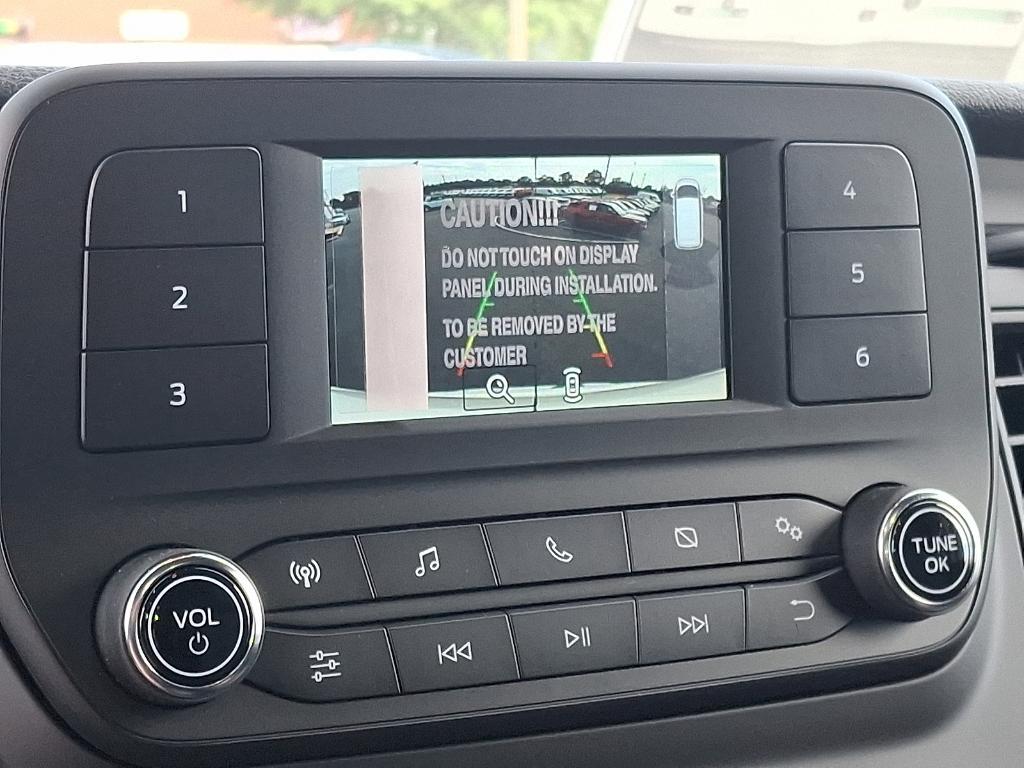 1
2
3
CAUTION!!!
DO NOT TOUCH ON DISPLAY
PANEL DURING INSTALLATION.
TO BE REMOVED BY THE
CUSTOMER
4
5
6
VOL
TUNE
OK